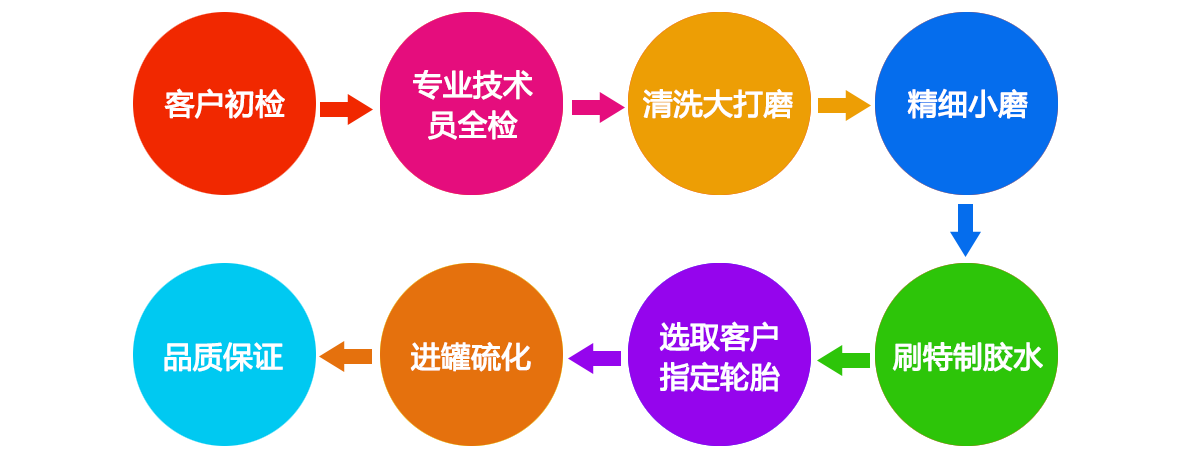 客户初检
专业技术
员全检
清洗大打磨
精细小磨
刷特制胶水
选取客户
指定轮胎
进罐硫化
品质保证